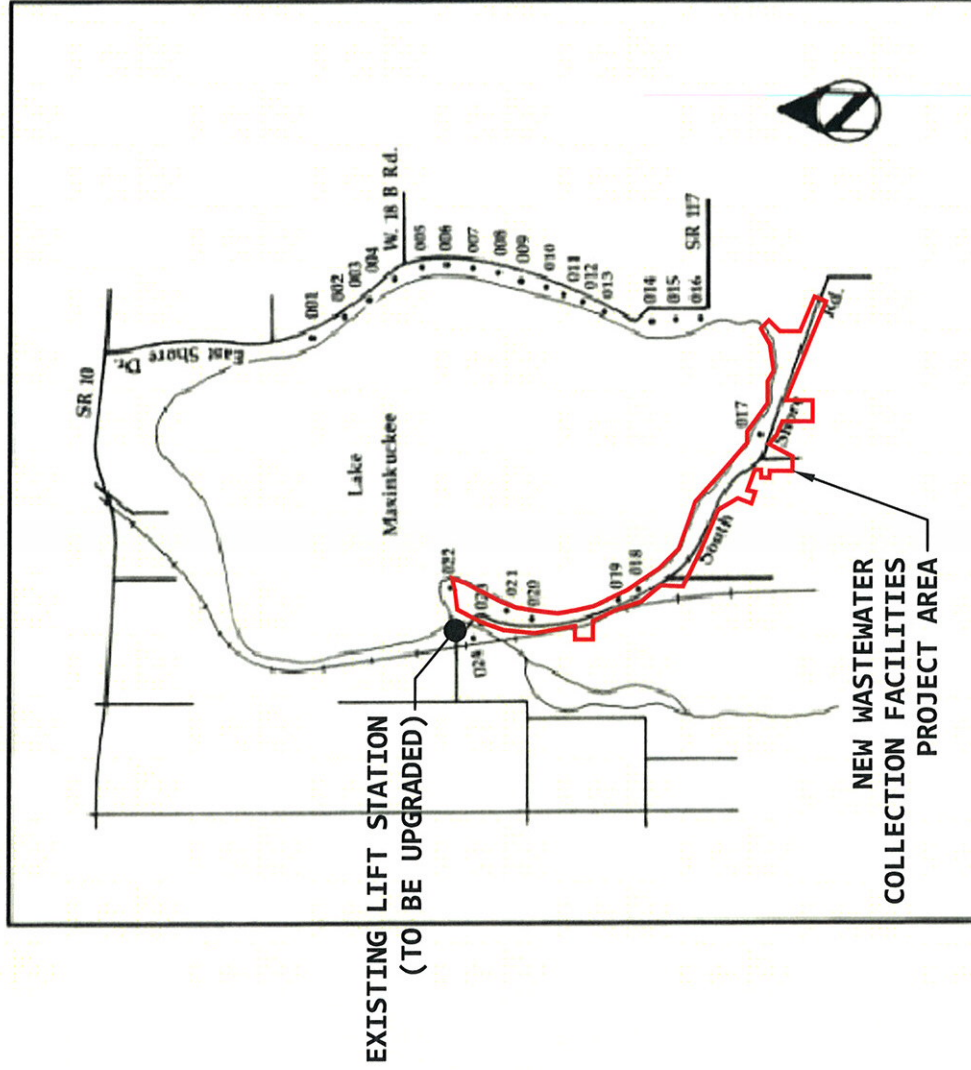 SR 10
East Shore
Dr.
001
002
003
004
W. 18 B Rd.
005
006
007
008
009
010
011
012
013
014
015
016
SR 117
Lake
Maxinkuckee
022
023
021
020
024
019
018
017
South
Shore
Rd.
EXISTING LIFT STATION
(TO BE UPGRADED)
NEW WASTEWATER
COLLECTION FACILITIES
PROJECT AREA
N